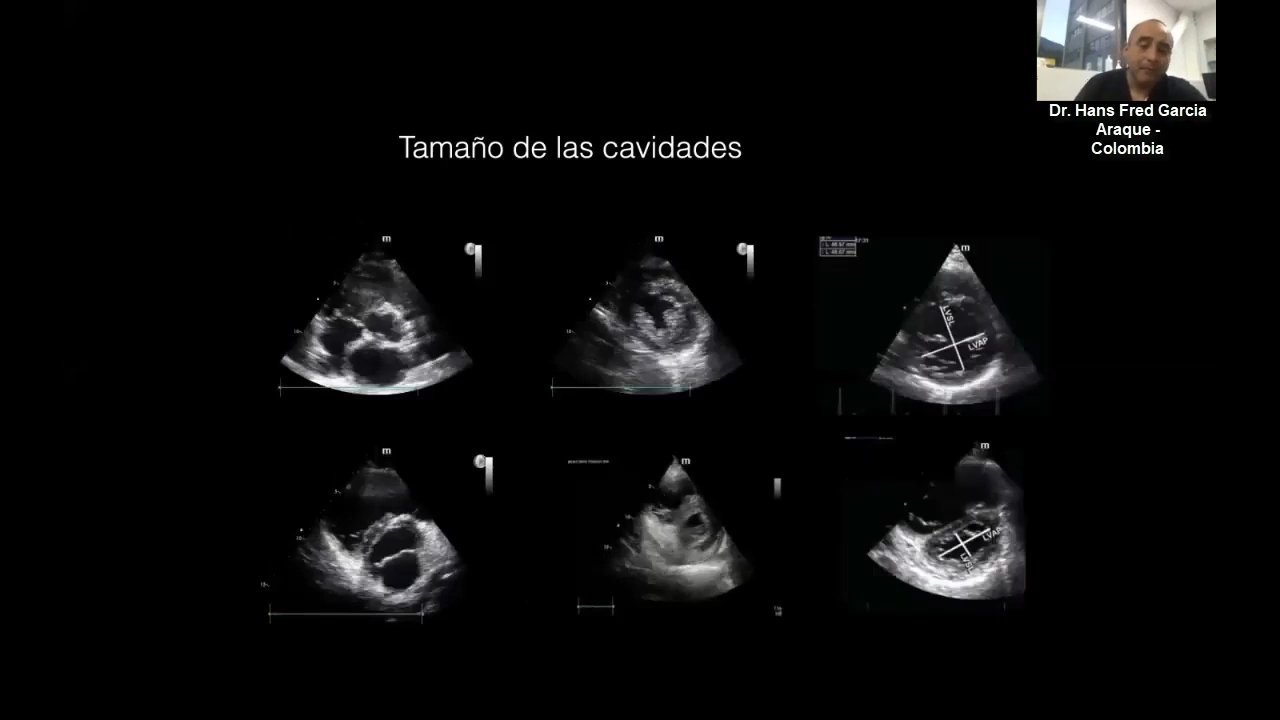 Dr. Hans Fred Garcia
Araque -
Colombia
Tamaño de las cavidades
m
m
m
LVSL
LVAP
m
m
m
LVAP
LVSL